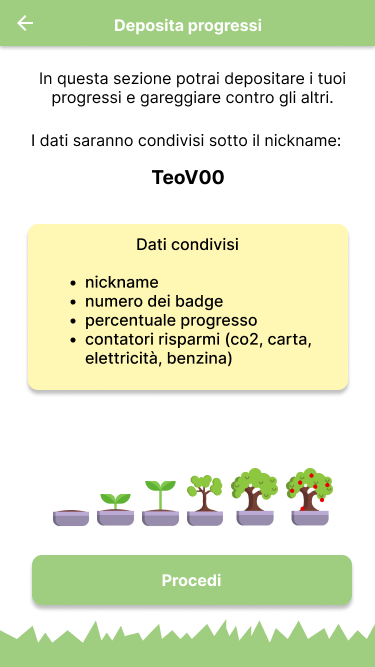 Deposita progressi
In questa sezione potrai depositare i tuoi
progressi e gareggiare contro gli altri.
I dati saranno condivisi sotto il nickname:
TeoV00
Dati condivisi
• nickname
• numero dei badge
• percentuale progresso
• contatori risparmi (co2, carta,
elettricità, benzina)
Procedi